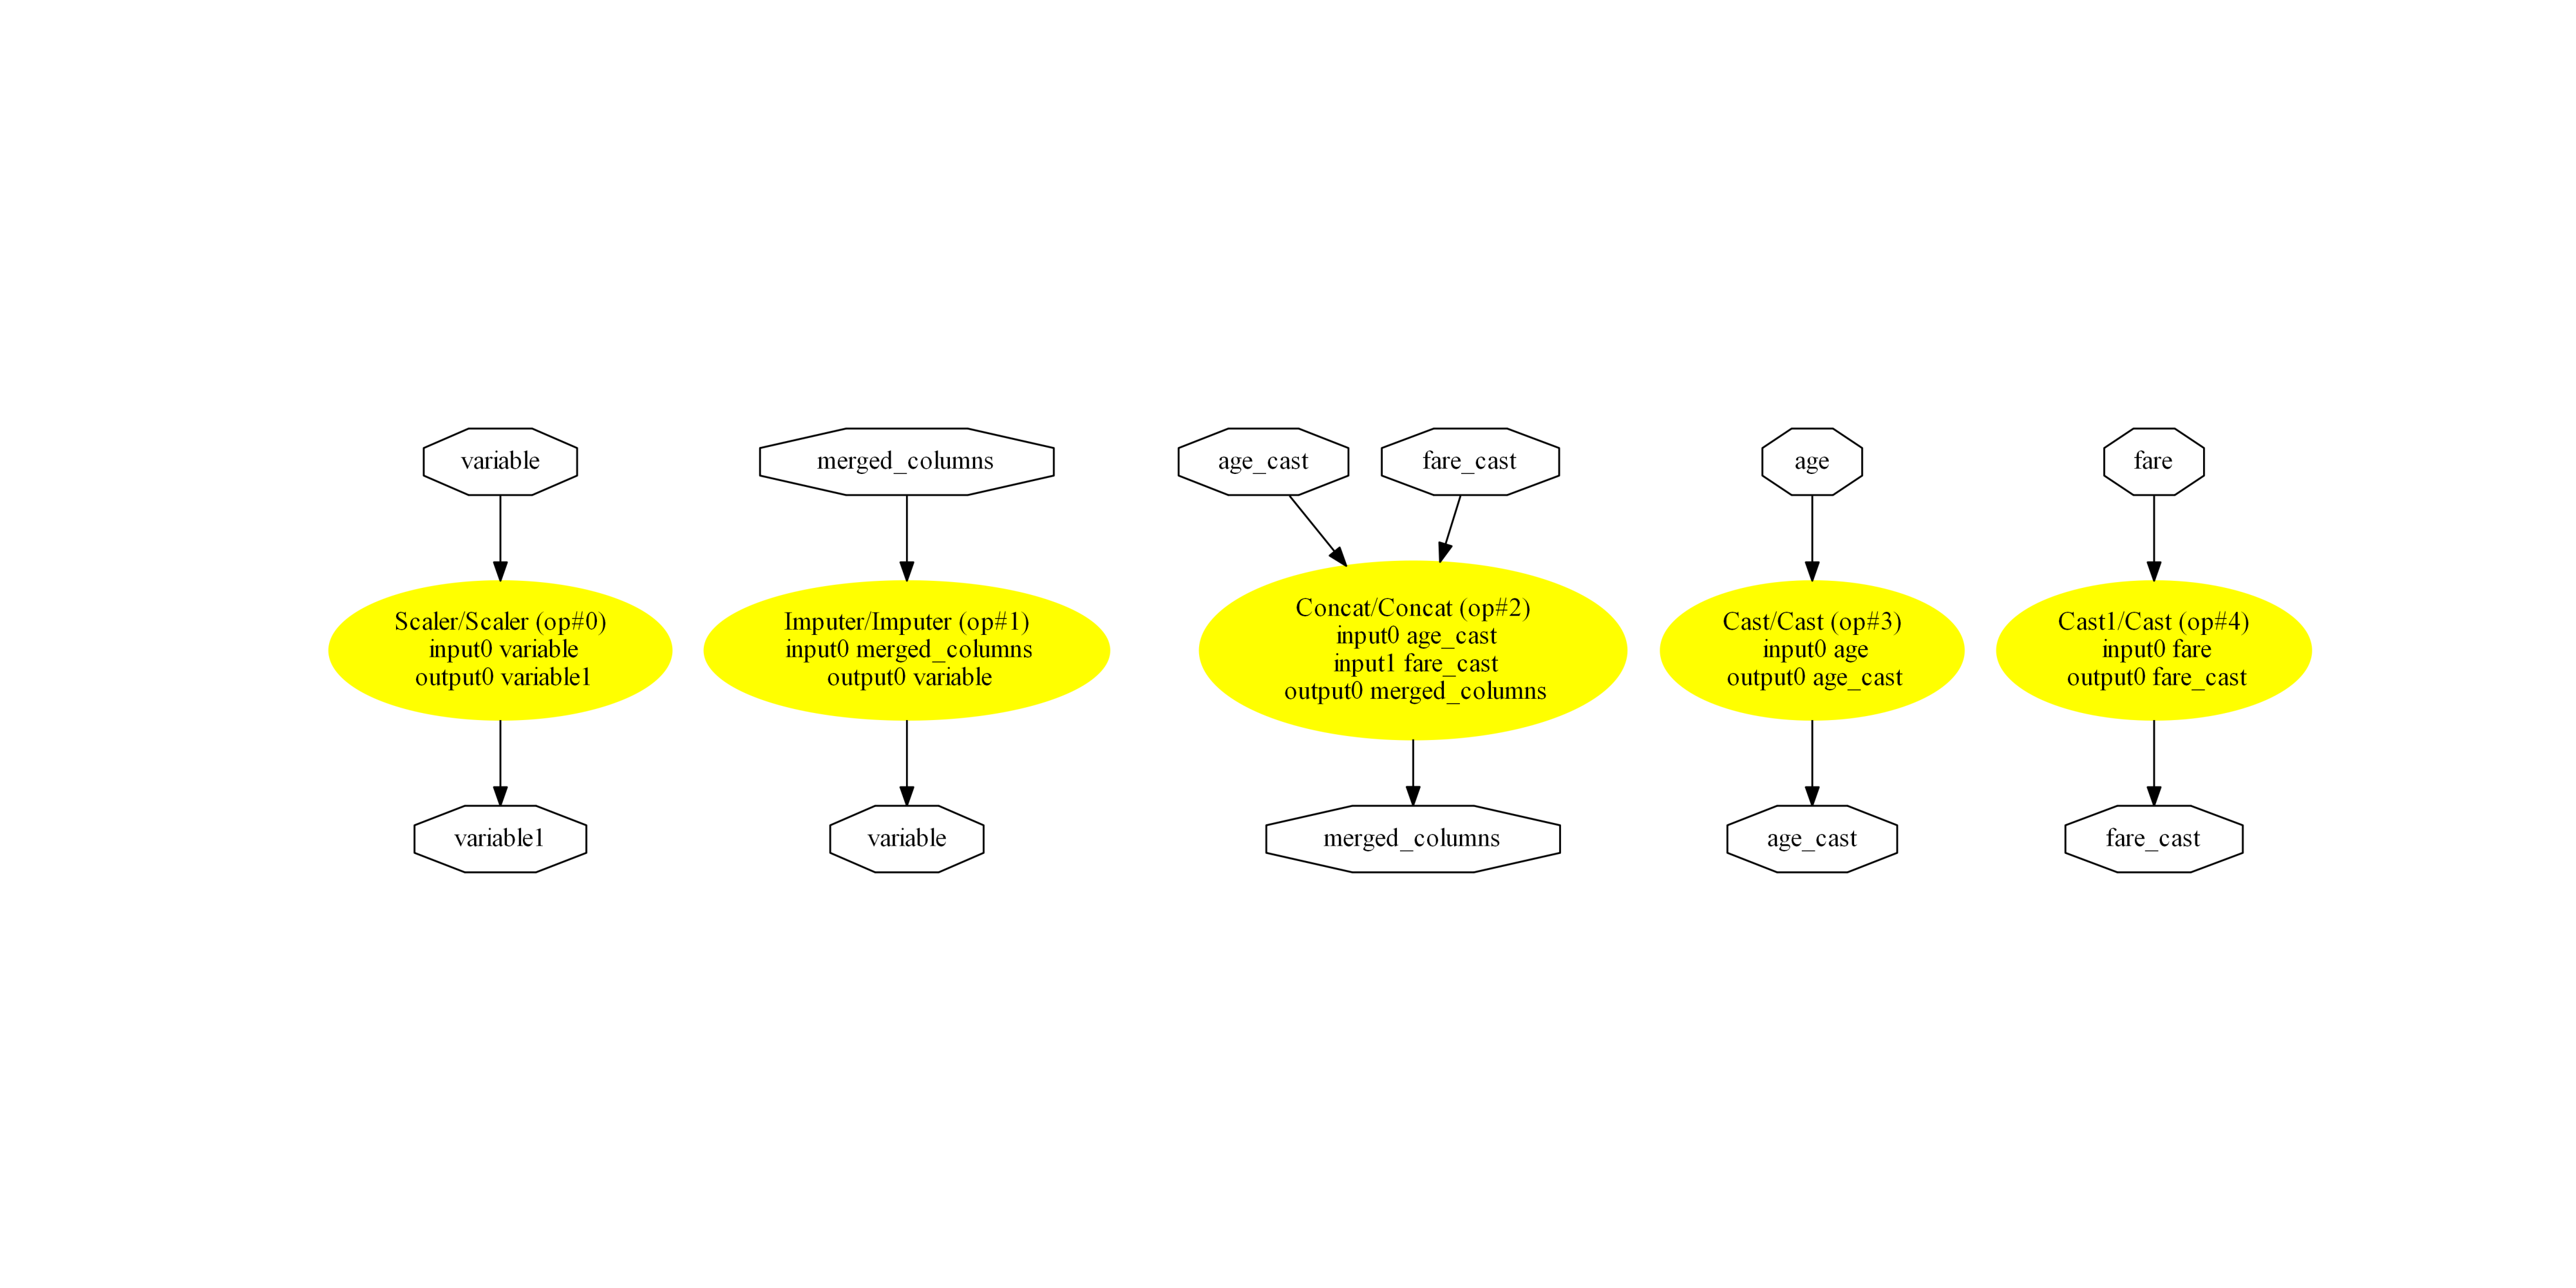 variable
merged_columns
age_cast
fare_cast
age
fare
Scaler/Scaler (op#0)
input0 variable
output0 variable1
Imputer/Imputer (op#1)
input0 merged_columns
output0 variable
Concat/Concat (op#2)
input0 age_cast
input1 fare_cast
output0 merged_columns
Cast/Cast (op#3)
input0 age
output0 age_cast
Cast1/Cast (op#4)
input0 fare
output0 fare_cast
variable1
variable
merged_columns
age_cast
fare_cast